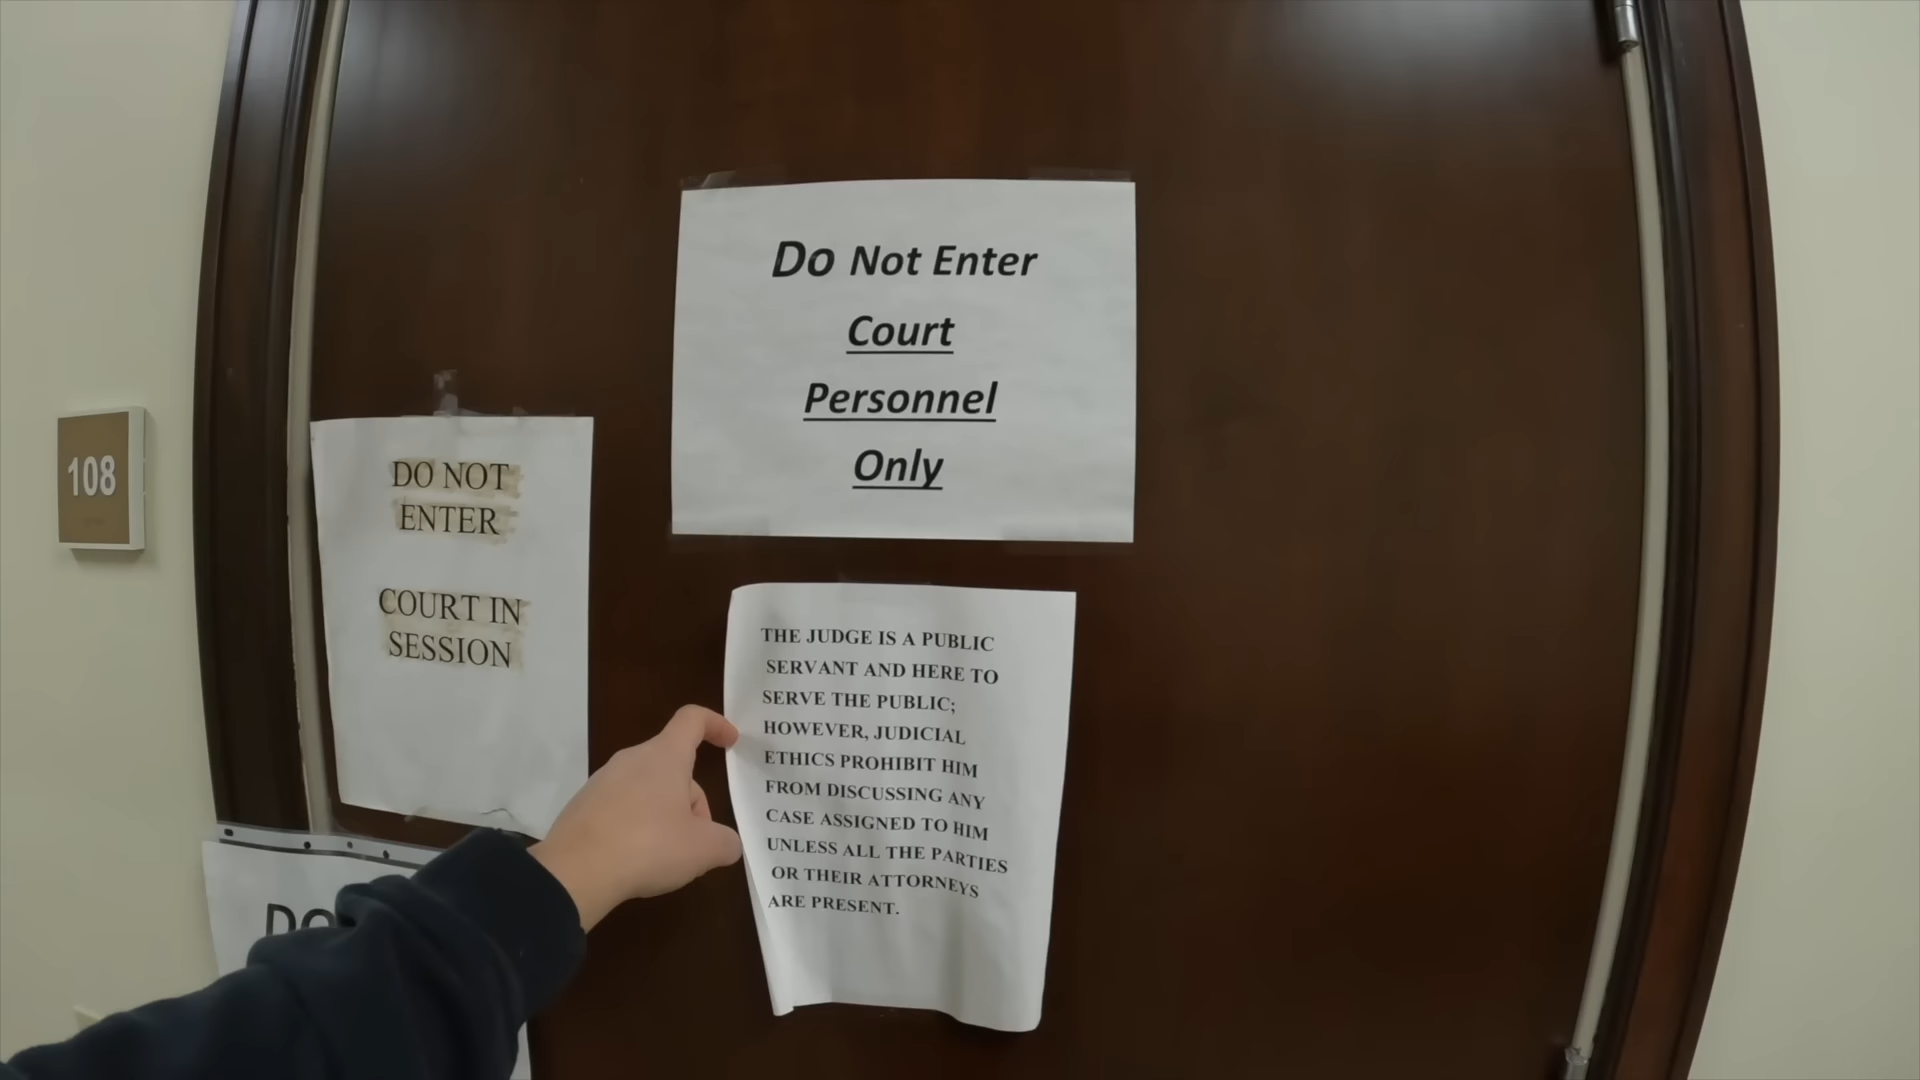 Do Not Enter
Court
Personnel
Only
108
DO NOT
ENTER
COURT IN
SESSION
THE JUDGE IS A PUBLIC
SERVANT AND HERE TO
SERVE THE PUBLIC;
HOWEVER, JUDICIAL
ETHICS PROHIBIT HIM
FROM DISCUSSING ANY
CASE ASSIGNED TO HIM
UNLESS ALL THE PARTIES
OR THEIR ATTORNEYS
ARE PRESENT.
DO